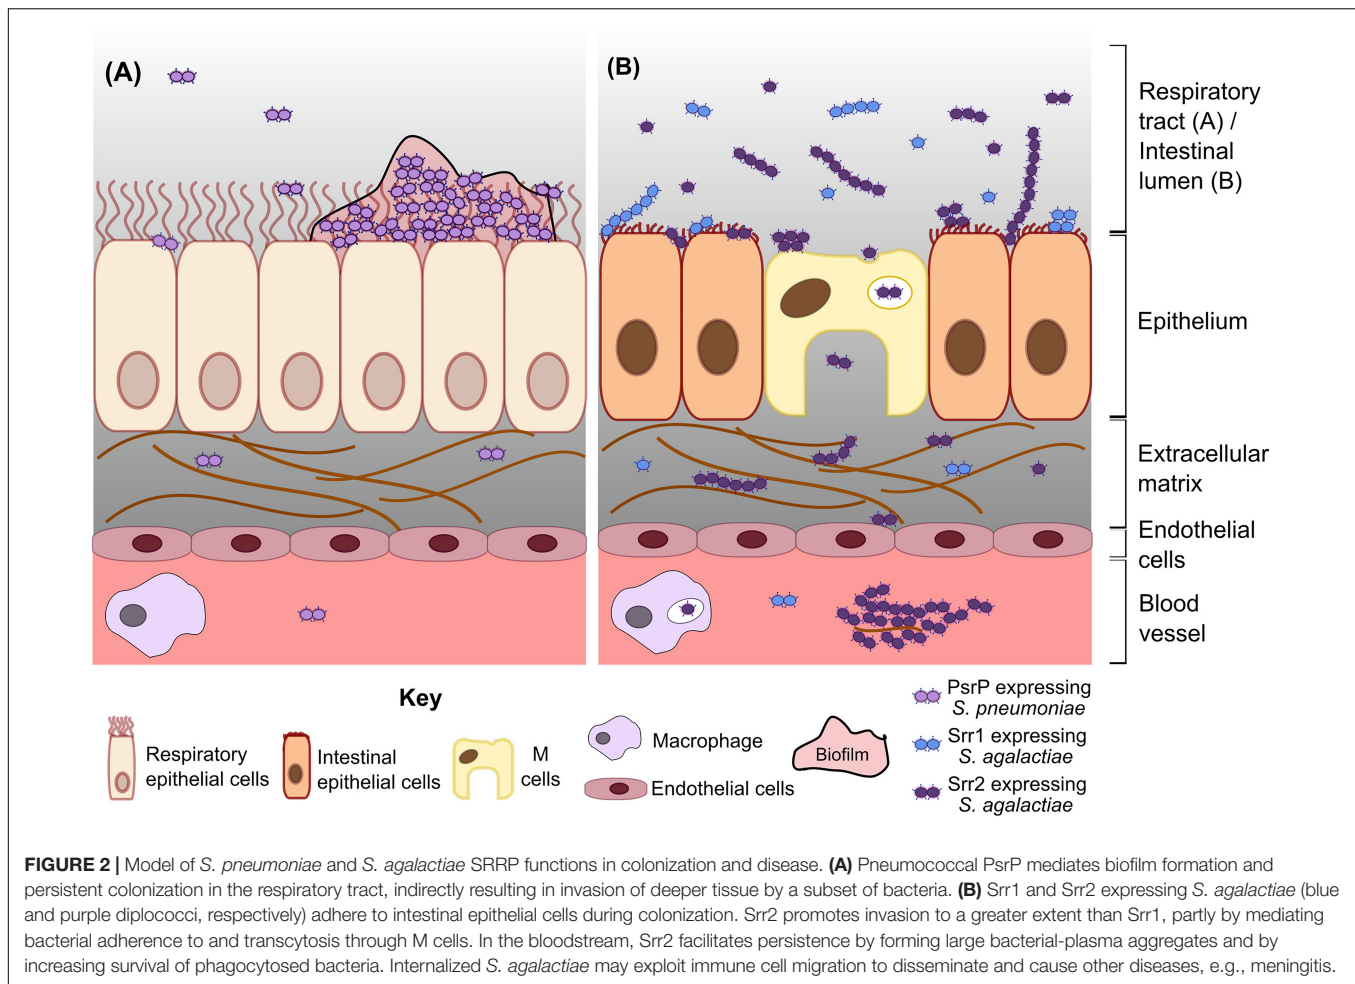 (A)
(B)
Respiratory
tract (A) /
Intestinal
lumen (B)
Epithelium
Extracellular
matrix
Endothelial
cells
Blood
vessel
Key
Respiratory
epithelial cells
Intestinal
epithelial cells
M
cells
Macrophage
Endothelial cells
Biofilm
PsrP expressing
S. pneumoniae
Srr1 expressing
S. agalactiae
Srr2 expressing
S. agalactiae
FIGURE 2 | Model of S. pneumoniae and S. agalactiae SRRP functions in colonization and disease. (A) Pneumococcal PsrP mediates biofilm formation and
persistent colonization in the respiratory tract, indirectly resulting in invasion of deeper tissue by a subset of bacteria. (B) Srr1 and Srr2 expressing S. agalactiae (blue
and purple diplococci, respectively) adhere to intestinal epithelial cells during colonization. Srr2 promotes invasion to a greater extent than Srr1, partly by mediating
bacterial adherence to and transcytosis through M cells. In the bloodstream, Srr2 facilitates persistence by forming large bacterial-plasma aggregates and by
increasing survival of phagocytosed bacteria. Internalized S. agalactiae may exploit immune cell migration to disseminate and cause other diseases, e.g., meningitis.